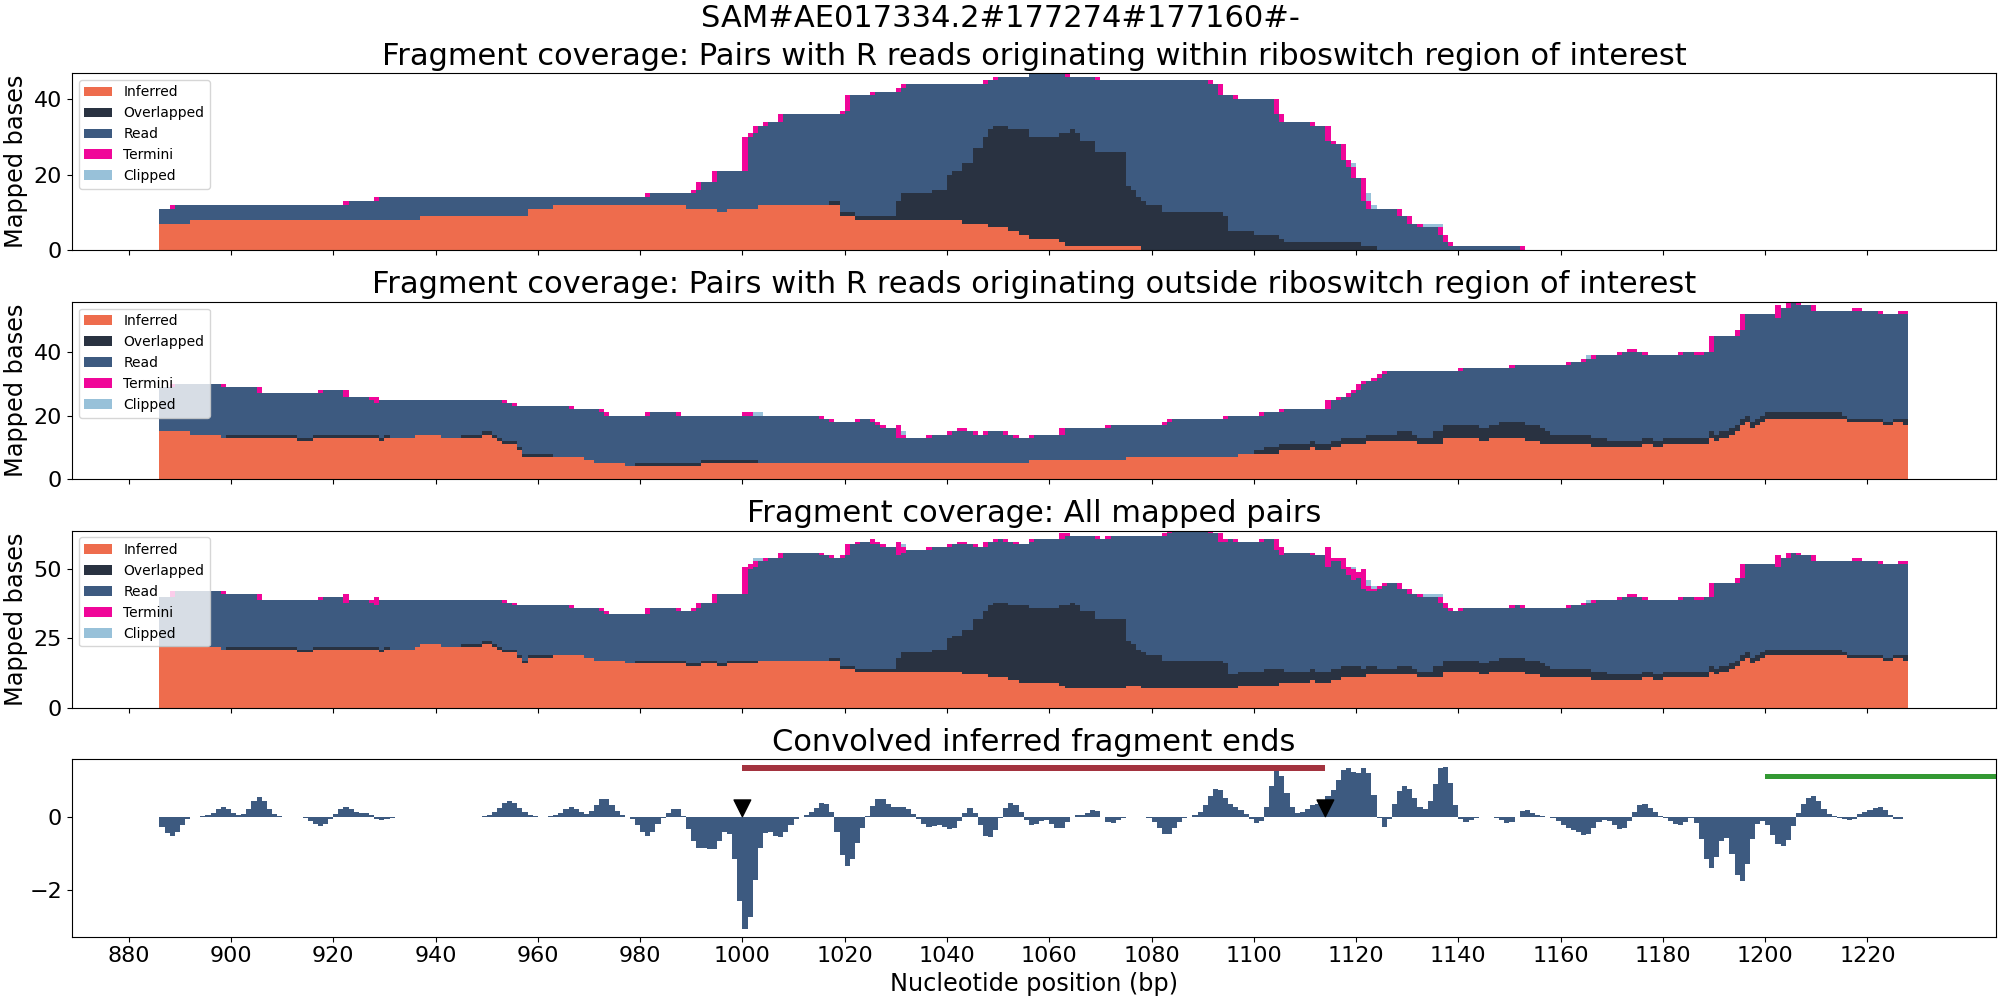 SAM#AE017334.2#177274#177160#-
Fragment coverage: Pairs with R reads originating within riboswitch region of interest
Mapped bases
40
20
0
Inferred
Overlapped
Read
Termini
Clipped
Fragment coverage: Pairs with R reads originating outside riboswitch region of interest
Mapped bases
40
20
0
Inferred
Overlapped
Read
Termini
Clipped
Fragment coverage: All mapped pairs
Mapped bases
50
25
0
Inferred
Overlapped
Read
Termini
Clipped
Convolved inferred fragment ends
0
−2
880 900 920 940 960 980 1000 1020 1040 1060 1080 1100 1120 1140 1160 1180 1200 1220
Nucleotide position (bp)